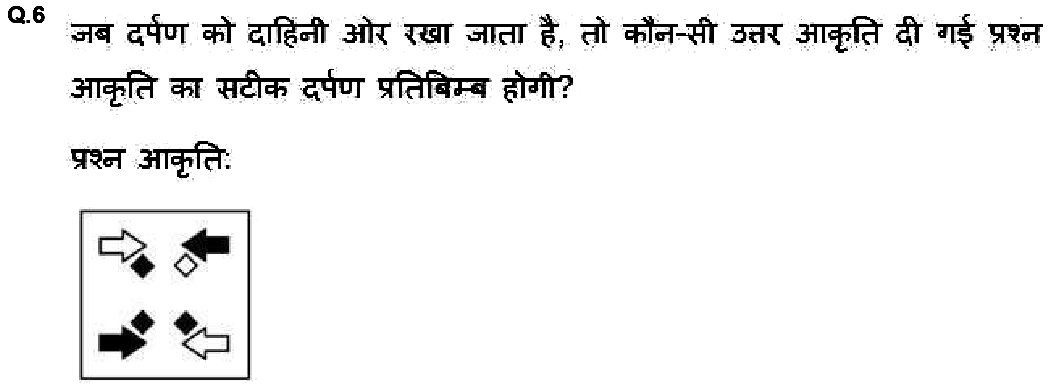 Q.6 जब दर्पण को दाहिनी ओर रखा जाता है, तो कौन-सी उत्तर आकृति दी गई प्रश्न
आकृति का सटीक दर्पण प्रतिबिम्ब होगी?
प्रश्न आकृति: